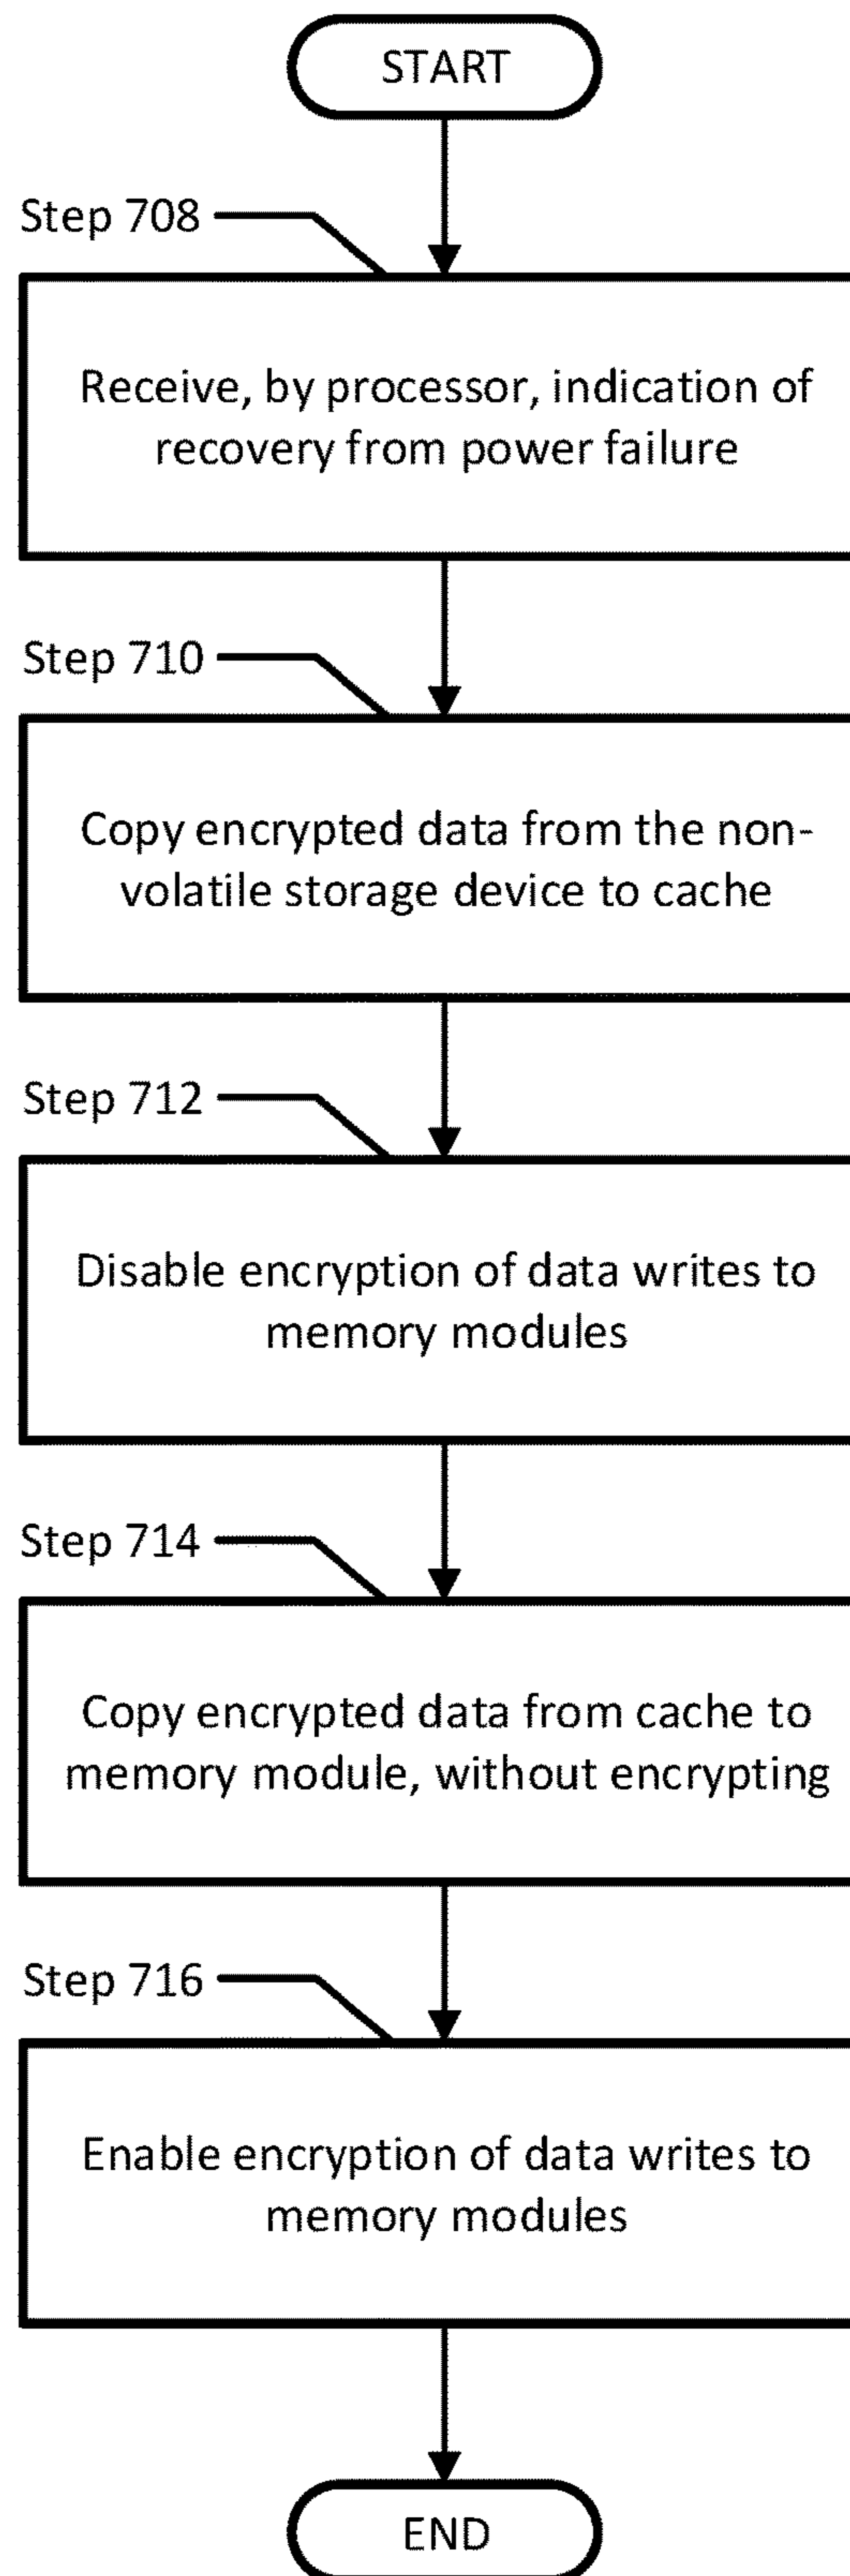 START
Step 708
Receive, by processor, indication of
recovery from power failure
Step 710
Copy encrypted data from the non-
volatile storage device to cache
Step 712
Disable encryption of data writes to
memory modules
Step 714
Copy encrypted data from cache to
memory module, without encrypting
Step 716
Enable encryption of data writes to
memory modules
END